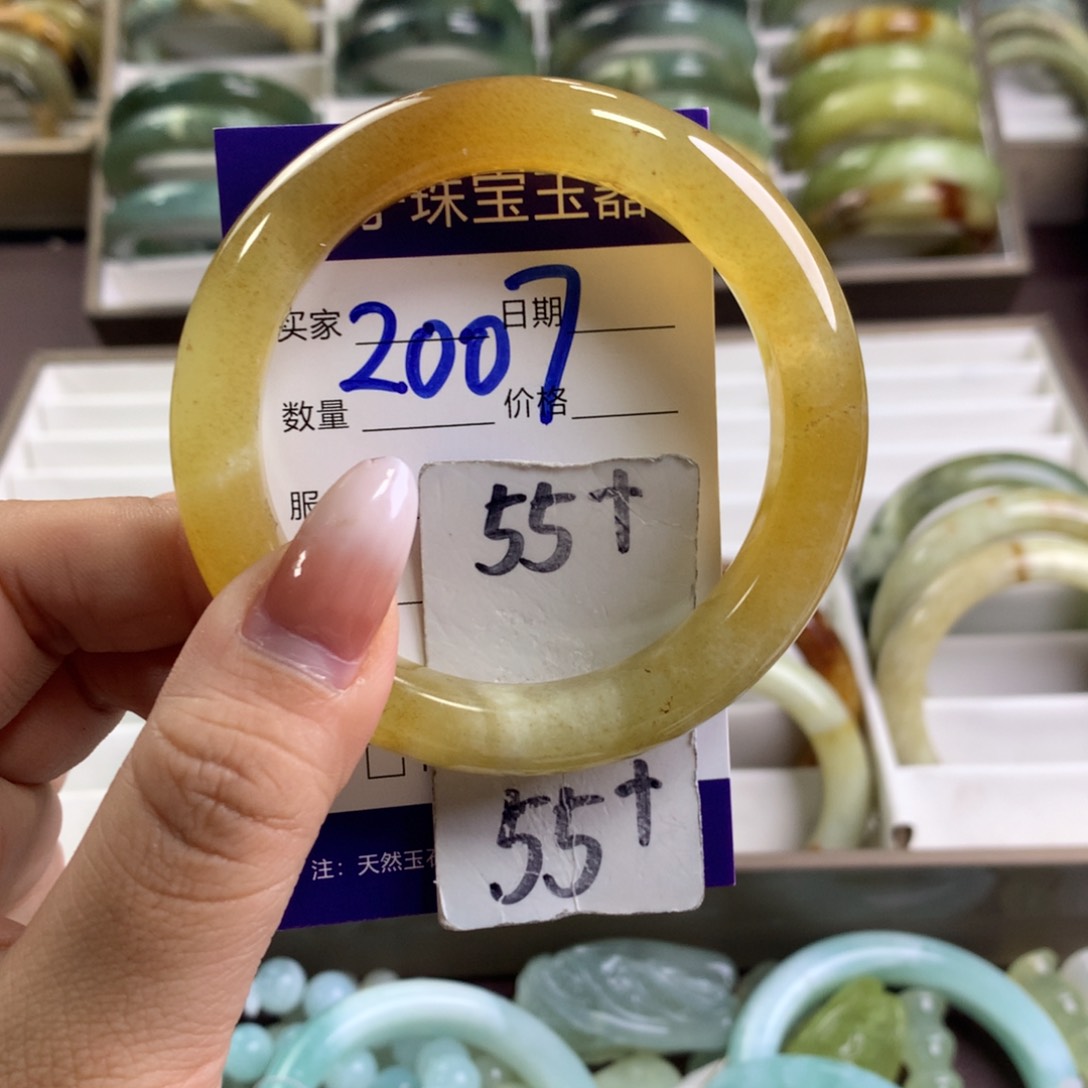 珠宝玉器
买家 2007 日期
数量 价格
服
55↑
55↑
注：天然玉石